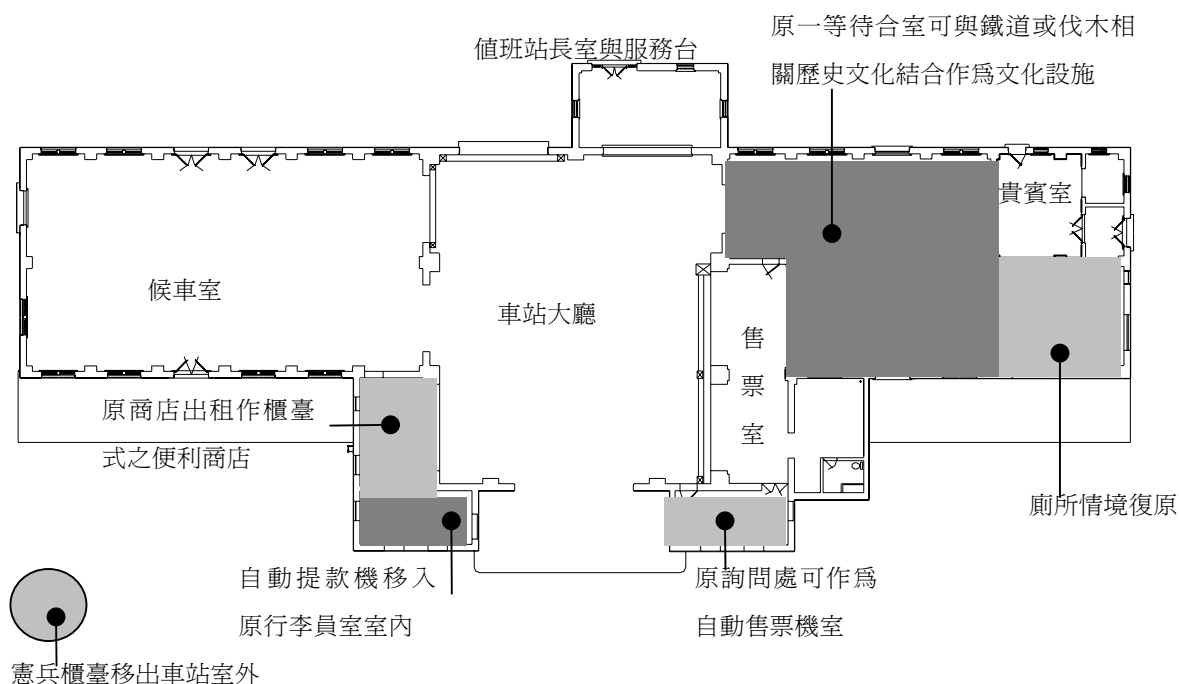 原一等待合室可與鐵道或伐木相
關歷史文化結合作爲文化設施
值班站長室與服務台
貴賓室
候車室
車站大廳
售
票
室
原商店出租作櫃臺
式之便利商店
廁所情境復原
自動提款機移入
原行李員室室內
原詢問處可作爲
自動售票機室
憲兵櫃臺移出車站室外